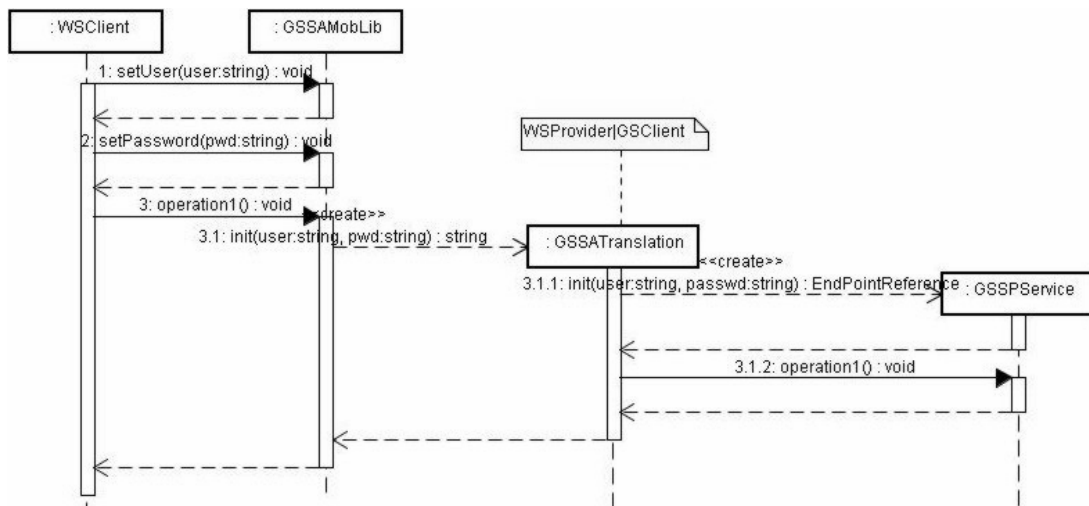 : WSClient
: GSSAMobLib
1: setUser(user:string) : void
WSProvider|GSClient
2: setPassword(pwd:string) : void
3: operation1() : void
<<create>>
3.1: init(user:string, pwd:string) : string
: GSSATranslation
<<create>>
3.1.1: init(user:string, passwd:string) : EndPointReference
: GSSPService
3.1.2: operation1() : void